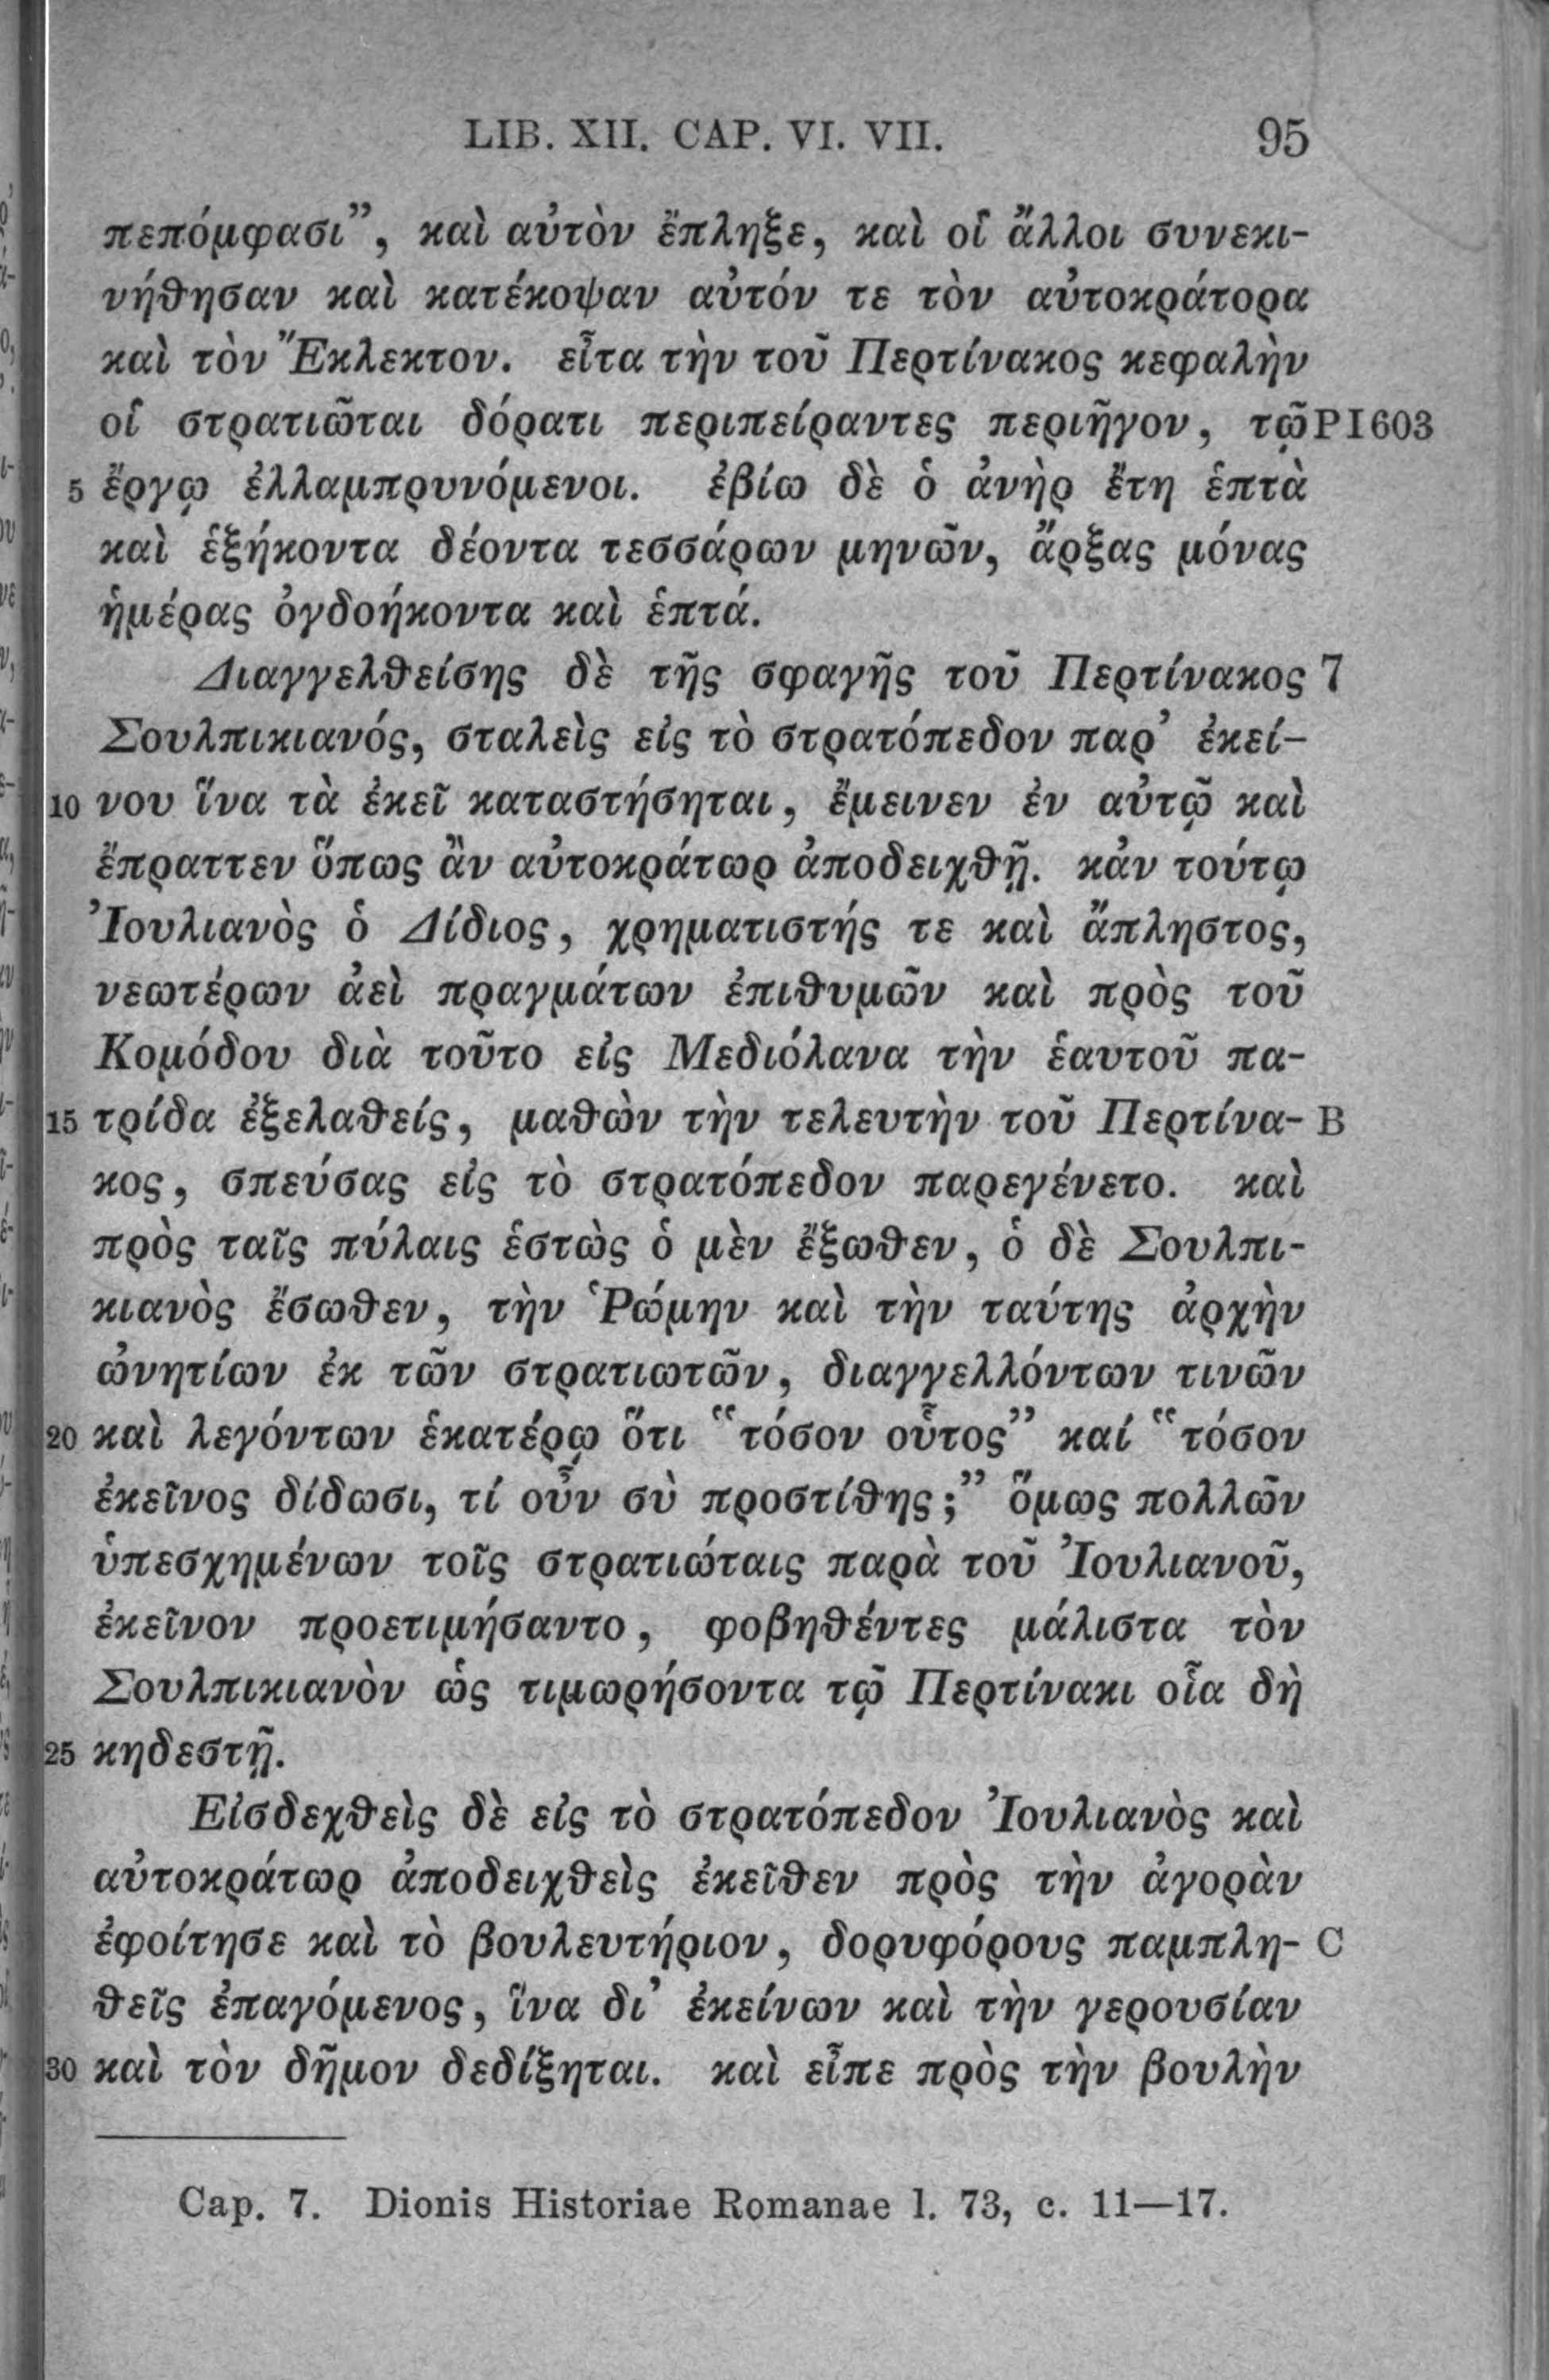 LIB. XII. CAP. VI. VII. 95
πεπόμφασι”, καὶ αὐτὸν ἔπληξε, καὶ οἱ ἄλλοι συνεκι-
νήθησαν καὶ κατέκοψαν αὐτόν τε τὸν αὐτοκράτορα
καὶ τὸν Ἔκλεκτον. εἶτα τὴν τοῦ Περτίνακος κεφαλὴν
οἱ στρατιῶται δόρατι περιπείραντες περιῆγον, τῷ PI603
5 ἔργῳ ἐλλαμπρυνόμενοι. ἐβίω δὲ ὁ ἀνὴρ ἔτη ἑπτὰ
καὶ ἑξήκοντα δέοντα τεσσάρων μηνῶν, ἄρξας μόνας
ἡμέρας ὀγδοήκοντα καὶ ἑπτά.
Διαγγελθείσης δὲ τῆς σφαγῆς τοῦ Περτίνακος 7
Σουλπικιανός, σταλεὶς εἰς τὸ στρατόπεδον παρ’ ἐκεί-
10 νου ἵνα τὰ ἐκεῖ καταστήσηται, ἔμεινεν ἐν αὐτῷ καὶ
ἔπραττεν ὅπως ἂν αὐτοκράτωρ ἀποδειχθῇ. κἀν τούτῳ
Ἰουλιανὸς ὁ Δίδιος, χρηματιστής τε καὶ ἄπληστος,
νεωτέρων ἀεὶ πραγμάτων ἐπιθυμῶν καὶ πρὸς τοῦ
Κομόδου διὰ τοῦτο εἰς Μεδιόλανα τὴν ἑαυτοῦ πα-
15 τρίδα ἐξελαθείς, μαθὼν τὴν τελευτὴν τοῦ Περτίνα- B
κος, σπεύσας εἰς τὸ στρατόπεδον παρεγένετο. καὶ
πρὸς ταῖς πύλαις ἑστὼς ὁ μὲν ἔξωθεν, ὁ δὲ Σουλπι-
κιανὸς ἔσωθεν, τὴν Ῥώμην καὶ τὴν ταύτης ἀρχὴν
ὠνητίων ἐκ τῶν στρατιωτῶν, διαγγελλόντων τινῶν
20 καὶ λεγόντων ἑκατέρῳ ὅτι “τόσον οὗτος” καί “τόσον
ἐκεῖνος δίδωσι, τί οὖν σὺ προστίθης;” ὅμως πολλῶν
ὑπεσχημένων τοῖς στρατιώταις παρὰ τοῦ Ἰουλιανοῦ,
ἐκεῖνον προετιμήσαντο, φοβηθέντες μάλιστα τὸν
Σουλπικιανὸν ὡς τιμωρήσοντα τῷ Περτίνακι οἷα δὴ
25 κηδεστῇ.
Εἰσδεχθεὶς δὲ εἰς τὸ στρατόπεδον Ἰουλιανὸς καὶ
αὐτοκράτωρ ἀποδειχθεὶς ἐκεῖθεν πρὸς τὴν ἀγορὰν
ἐφοίτησε καὶ τὸ βουλευτήριον, δορυφόρους παμπλη- C
θεῖς ἐπαγόμενος, ἵνα δι’ ἐκείνων καὶ τὴν γερουσίαν
30 καὶ τὸν δῆμον δεδίξηται. καὶ εἶπε πρὸς τὴν βουλὴν
Cap. 7. Dionis Historiae Romanae l. 73, c. 11—17.